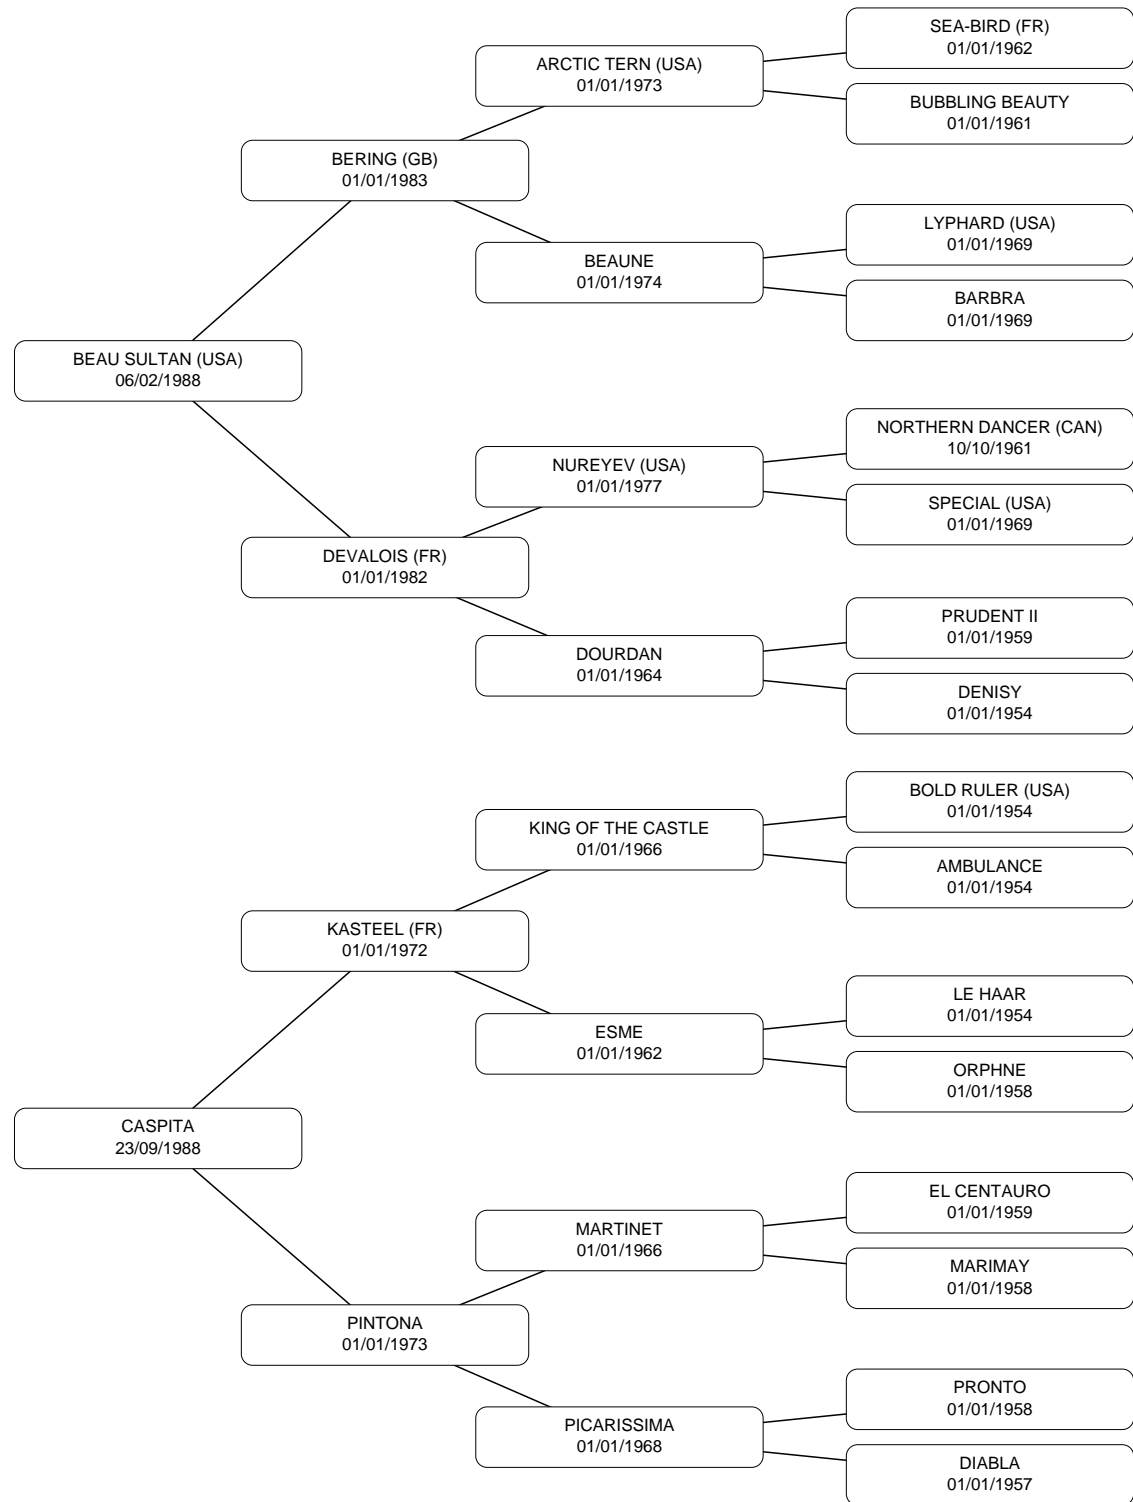 SEA-BIRD (FR)
01/01/1962
ARCTIC TERN (USA)
01/01/1973
BUBBLING BEAUTY
01/01/1961
BERING (GB)
01/01/1983
LYPHARD (USA)
01/01/1969
BEAUNE
01/01/1974
BARBRA
01/01/1969
BEAU SULTAN (USA)
06/02/1988
NORTHERN DANCER (CAN)
10/10/1961
NUREYEV (USA)
01/01/1977
SPECIAL (USA)
01/01/1969
DEVALOIS (FR)
01/01/1982
PRUDENT II
01/01/1959
DOURDAN
01/01/1964
DENISY
01/01/1954
BOLD RULER (USA)
01/01/1954
KING OF THE CASTLE
01/01/1966
AMBULANCE
01/01/1954
KASTEEL (FR)
01/01/1972
LE HAAR
01/01/1954
ESME
01/01/1962
ORPHNE
01/01/1958
CASPITA
23/09/1988
EL CENTAURO
01/01/1959
MARTINET
01/01/1966
MARIMAY
01/01/1958
PINTONA
01/01/1973
PRONTO
01/01/1958
PICARISSIMA
01/01/1968
DIABLA
01/01/1957